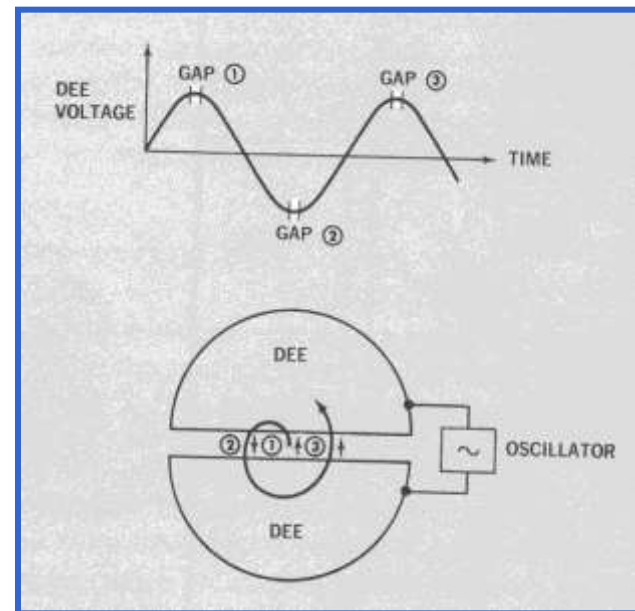 GAP ①
GAP ③
DEE
VOLTAGE
TIME
GAP ②
DEE
② ① ③
~ OSCILLATOR
DEE